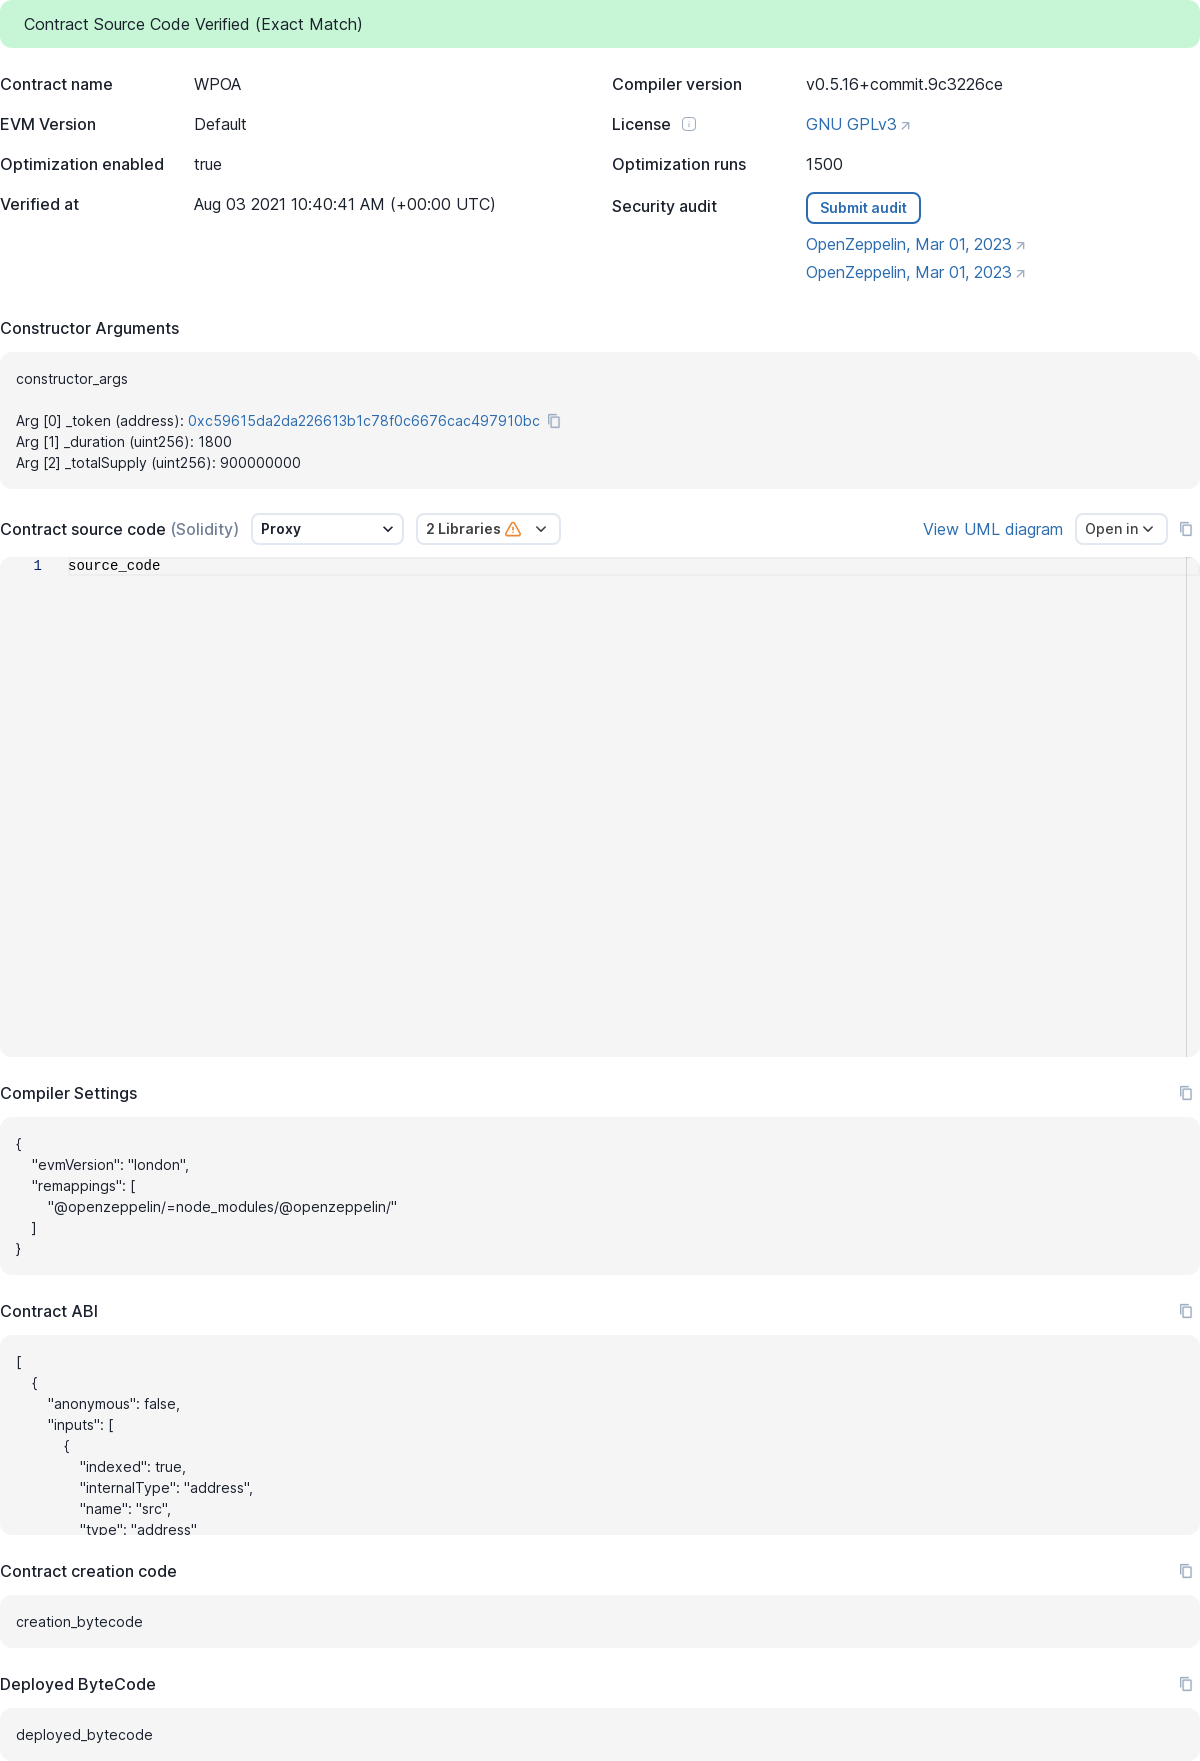 Contract Source Code Verified (Exact Match)
Contract name WPOA
Compiler version v0.5.16+commit.9c3226ce
EVM Version Default
License GNU GPLv3
Optimization enabled true
Optimization runs 1500
Verified at Aug 03 2021 10:40:41 AM (+00:00 UTC)
Security audit Submit audit
OpenZeppelin, Mar 01, 2023
OpenZeppelin, Mar 01, 2023
Constructor Arguments
constructor_args
Arg [0] _token (address): 0xc59615da2da226613b1c78f0c6676cac497910bc
Arg [1] _duration (uint256): 1800
Arg [2] _totalSupply (uint256): 900000000
Contract source code (Solidity) Proxy 2 Libraries View UML diagram Open in
1 source_code
Compiler Settings
{
"evmVersion": "london",
"remappings": [
"@openzeppelin/=node_modules/@openzeppelin/"
]
}
Contract ABI
[
{
"anonymous": false,
"inputs": [
{
"indexed": true,
"internalType": "address",
"name": "src",
"type": "address"
Contract creation code
creation_bytecode
Deployed ByteCode
deployed_bytecode